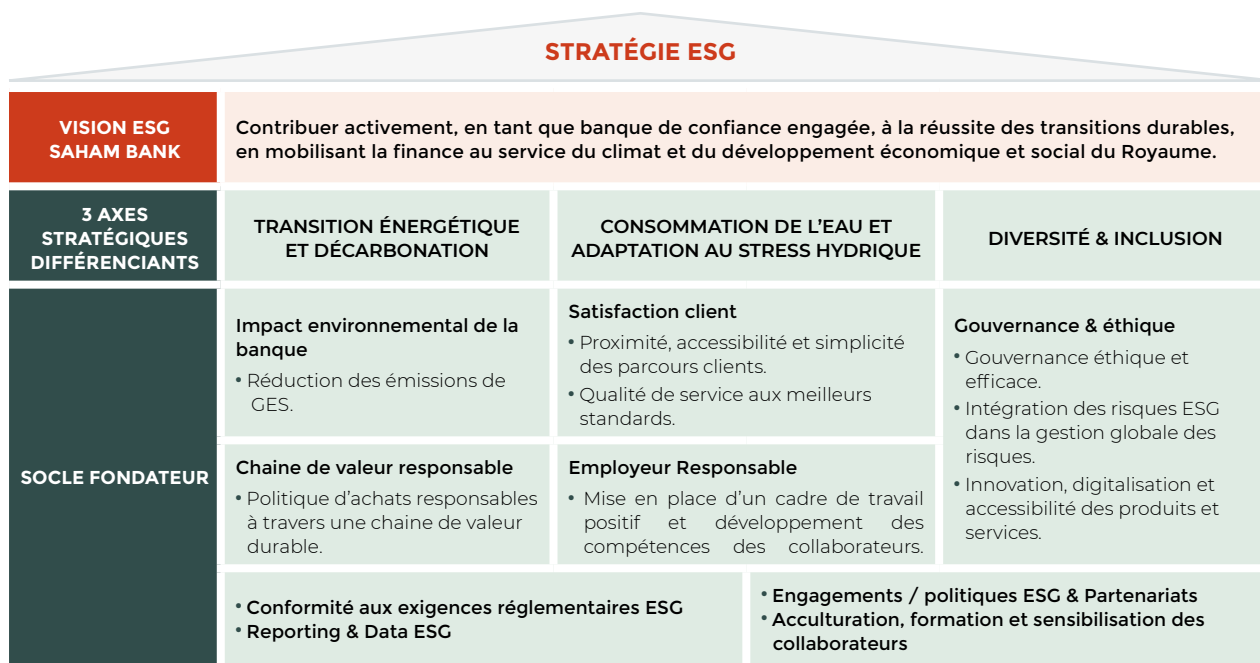 STRATÉGIE ESG
VISION ESG
SAHAM BANK
Contribuer activement, en tant que banque de confiance engagée, à la réussite des transitions durables,
en mobilisant la finance au service du climat et du développement économique et social du Royaume.
3 AXES
STRATÉGIQUES
DIFFÉRENCIANTS
TRANSITION ÉNERGÉTIQUE
ET DÉCARBONATION
CONSOMMATION DE L’EAU ET
ADAPTATION AU STRESS HYDRIQUE
DIVERSITÉ & INCLUSION
SOCLE FONDATEUR
Impact environnemental de la
banque
• Réduction des émissions de
GES.
Satisfaction client
• Proximité, accessibilité et simplicité
des parcours clients.
• Qualité de service aux meilleurs
standards.
Gouvernance & éthique
• Gouvernance éthique et
efficace.
• Intégration des risques ESG
dans la gestion globale des
risques.
• Innovation, digitalisation et
accessibilité des produits et
services.
Chaine de valeur responsable
• Politique d’achats responsables
à travers une chaine de valeur
durable.
Employeur Responsable
• Mise en place d’un cadre de travail
positif et développement des
compétences des collaborateurs.
• Conformité aux exigences réglementaires ESG
• Reporting & Data ESG
• Engagements / politiques ESG & Partenariats
• Acculturation, formation et sensibilisation des
collaborateurs